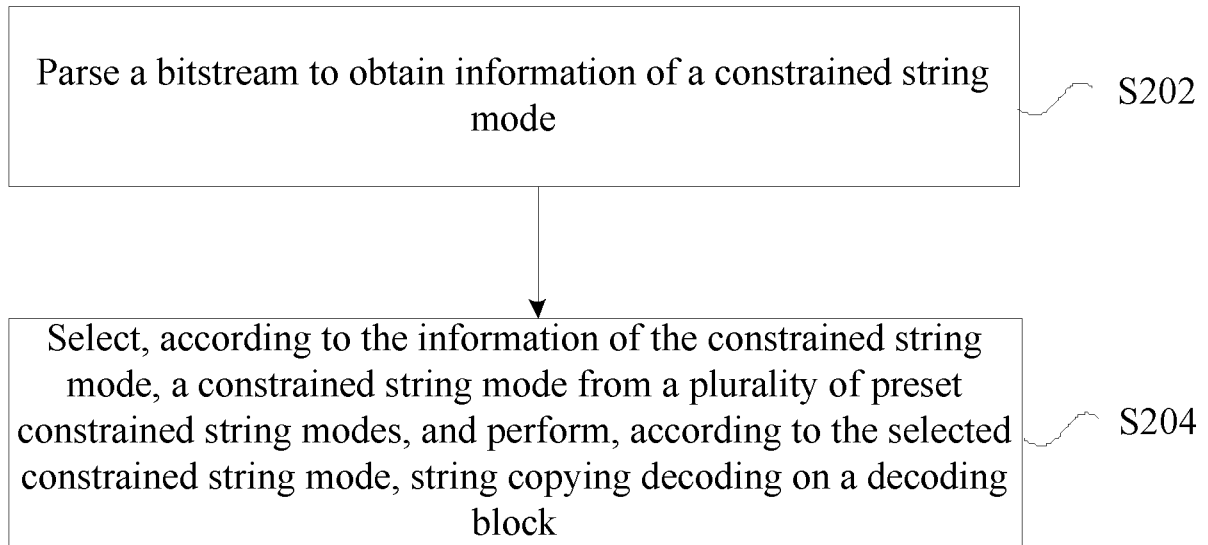 Parse a bitstream to obtain information of a constrained string
mode
S202
Select, according to the information of the constrained string
mode, a constrained string mode from a plurality of preset
constrained string modes, and perform, according to the selected
constrained string mode, string copying decoding on a decoding
block
S204